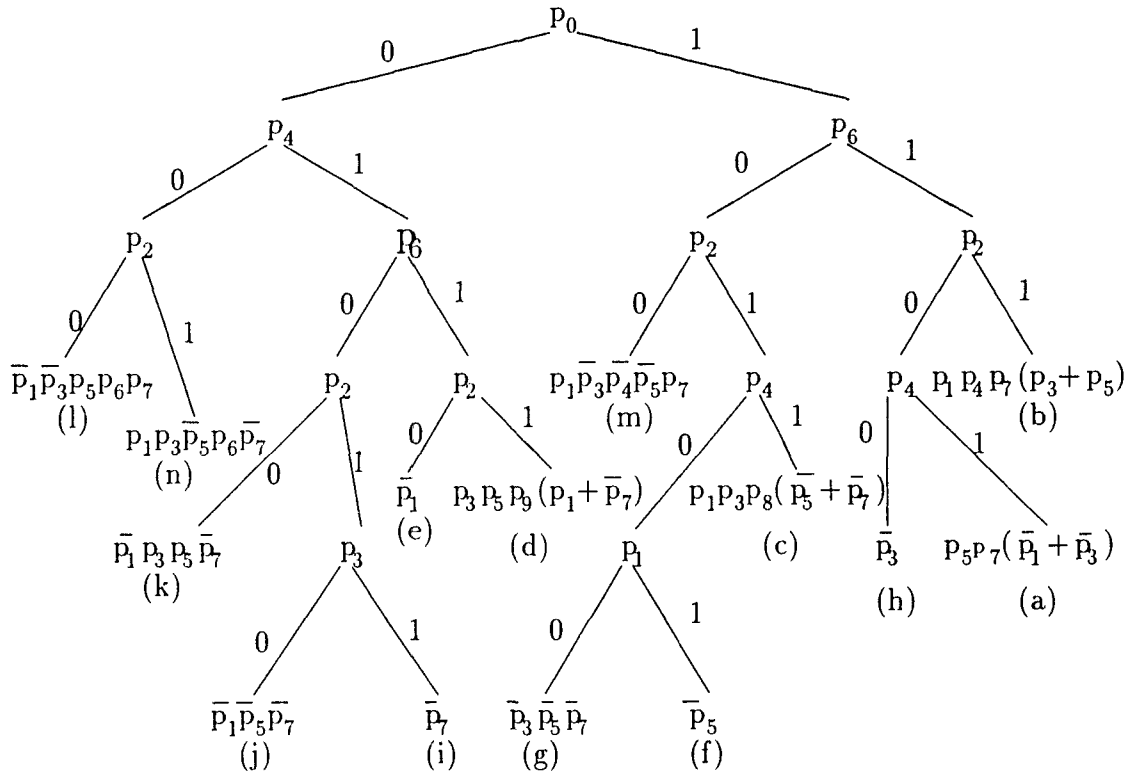 p₀
0 1
p₄ p₆
0 1 0 1
p₂ p₆ p₂ p₂
0 1 0 1 0 1 0 1
p̄₁p̄₃p₅p₆p₇ p₂ p₂ p₁p̄₃p̄₄p̄₅p₇ p₄ p₄ p₁p₄p₇(p₃+p₅)
(l) (m) (b)
p₁p₃p̄₅p₆p̄₇ 0 1 0 1 0 1 0 1
(n) p̄₁ p₃p₅p₉(p₁+p̄₇) p₁p₃p₈(p̄₅+p̄₇)
(e) (d) (c)
p̄₁p₃p₅p̄₇ p₃ p₁ p̄₃ p₅p₇(p̄₁+p̄₃)
(k) (h) (a)
0 1 0 1
p̄₁p̄₅p̄₇ p̄₇ p̄₃p̄₅p̄₇ p̄₅
(j) (i) (g) (f)